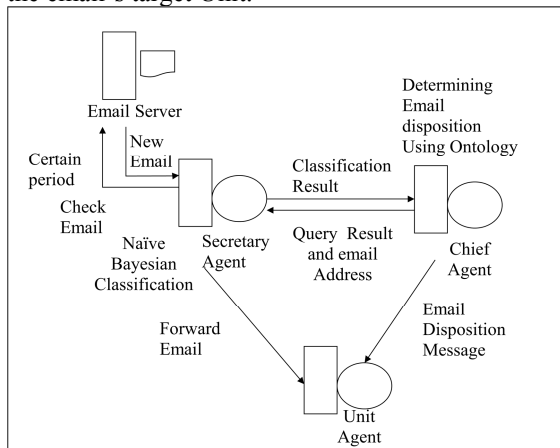 the email's target Unit.
Email Server
New
Email
Certain
period
Check
Email
Naïve
Bayesian
Classification
Secretary
Agent
Classification
Result
Query Result
and email
Address
Determining
Email
disposition
Using Ontology
Chief
Agent
Forward
Email
Email
Disposition
Message
Unit
Agent